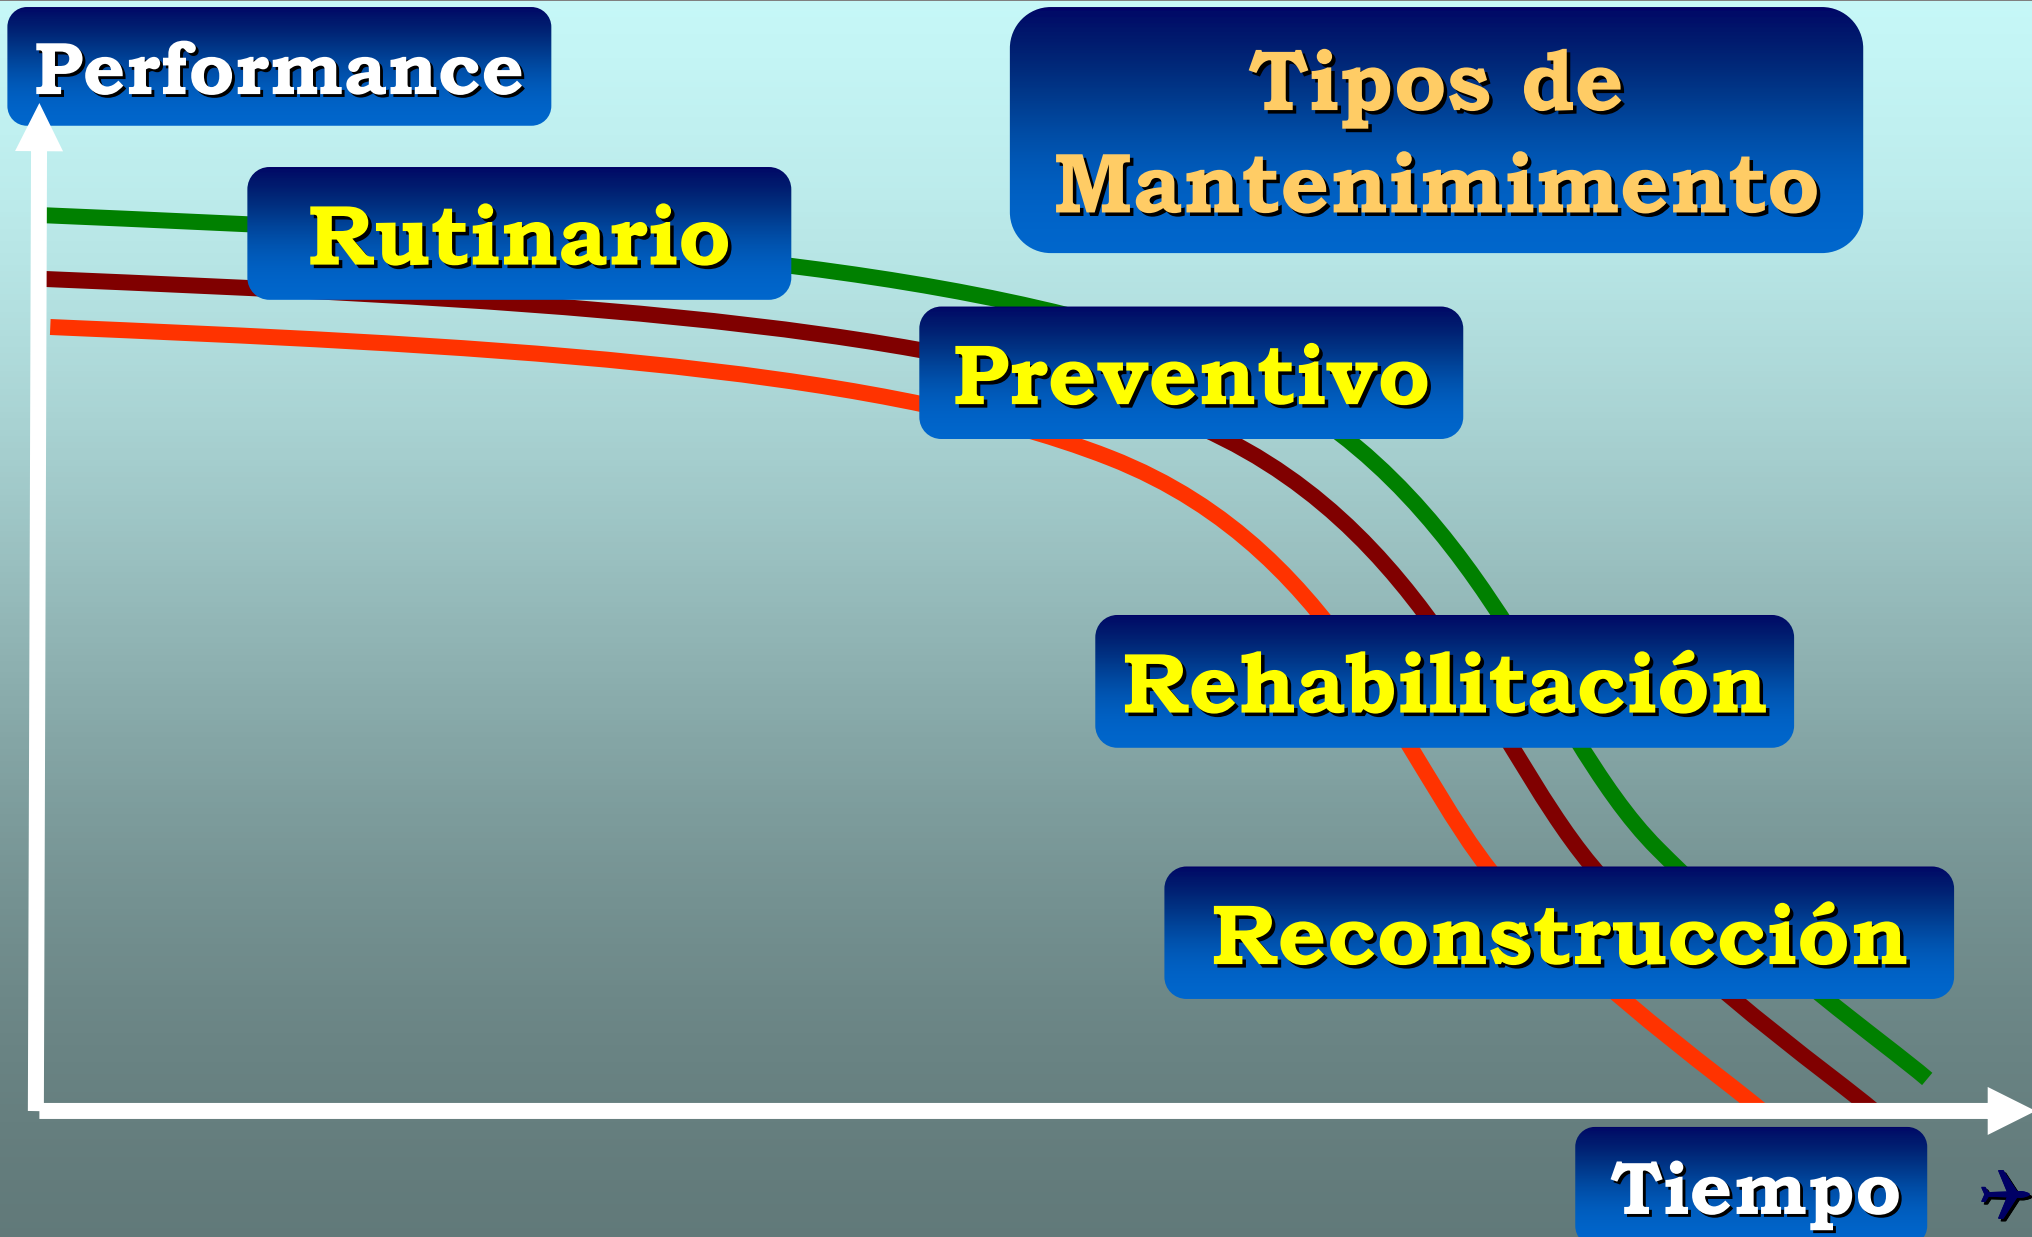 Performance
Tipos de
Mantenimimento
Rutinario
Preventivo
Rehabilitación
Reconstrucción
Tiempo